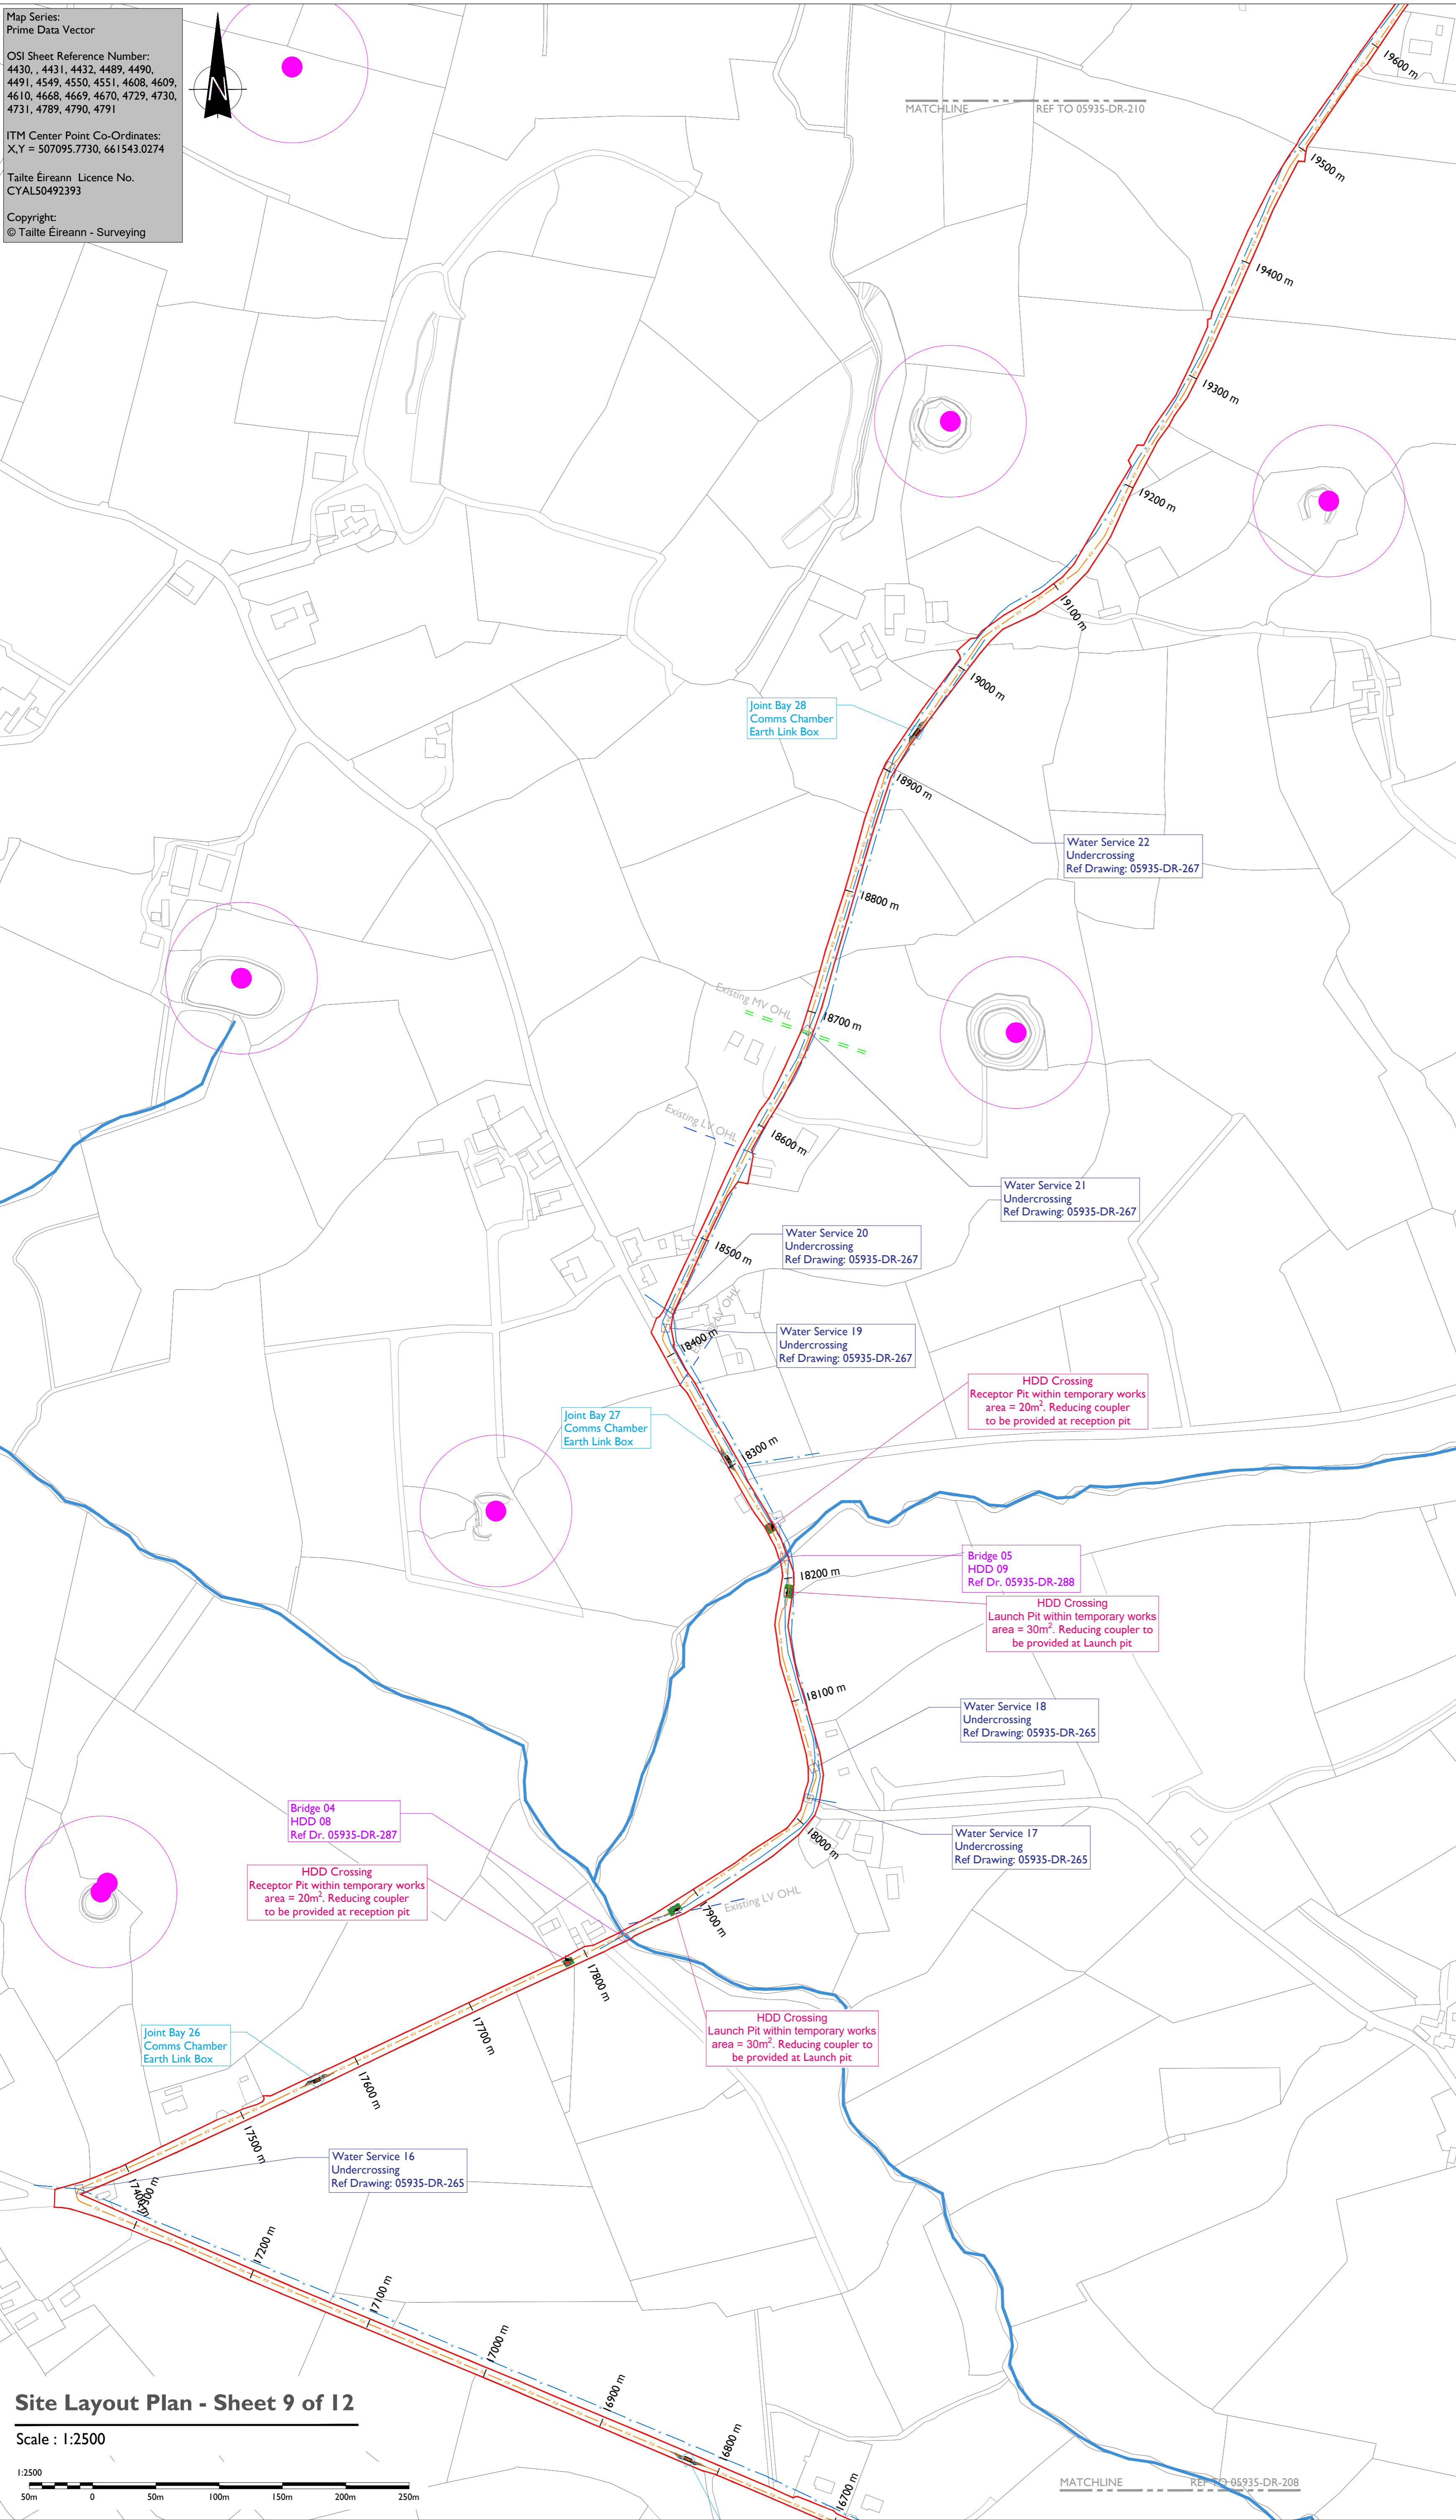 Map Series:
Prime Data Vector
OSI Sheet Reference Number:
4430, , 4431, 4432, 4489, 4490,
4491, 4549, 4550, 4551, 4608, 4609,
4610, 4668, 4669, 4670, 4729, 4730,
4731, 4789, 4790, 4791
ITM Center Point Co-Ordinates:
X,Y = 507095.7730, 661543.0274
Tailte Éireann  Licence No.
CYAL50492393
Copyright:
© Tailte Éireann - Surveying
N
MATCHLINE REF TO 05935-DR-210
19600 m
19500 m
19400 m
19300 m
19200 m
19100 m
19000 m
Joint Bay 28
Comms Chamber
Earth Link Box
18900 m
Water Service 22
Undercrossing
Ref Drawing: 05935-DR-267
18800 m
Existing MV OHL
18700 m
Existing LV OHL
18600 m
Water Service 21
Undercrossing
Ref Drawing: 05935-DR-267
Water Service 20
Undercrossing
Ref Drawing: 05935-DR-267
18500 m
LV OHL
18400 m
Water Service 19
Undercrossing
Ref Drawing: 05935-DR-267
HDD Crossing
Receptor Pit within temporary works
area = 20m². Reducing coupler
to be provided at reception pit
Joint Bay 27
Comms Chamber
Earth Link Box
18300 m
Bridge 05
HDD 09
Ref Dr. 05935-DR-288
18200 m
HDD Crossing
Launch Pit within temporary works
area = 30m². Reducing coupler to
be provided at Launch pit
18100 m
Water Service 18
Undercrossing
Ref Drawing: 05935-DR-265
Bridge 04
HDD 08
Ref Dr. 05935-DR-287
18000 m
Water Service 17
Undercrossing
Ref Drawing: 05935-DR-265
HDD Crossing
Receptor Pit within temporary works
area = 20m². Reducing coupler
to be provided at reception pit
Existing LV OHL
17900 m
17800 m
17700 m
HDD Crossing
Launch Pit within temporary works
area = 30m². Reducing coupler to
be provided at Launch pit
Joint Bay 26
Comms Chamber
Earth Link Box
17600 m
17500 m
Water Service 16
Undercrossing
Ref Drawing: 05935-DR-265
17400 m
17200 m
17100 m
17000 m
16900 m
16800 m
16700 m
Site Layout Plan - Sheet 9 of 12
Scale : 1:2500
1:2500
50m 0 50m 100m 150m 200m 250m
MATCHLINE REF TO 05935-DR-208